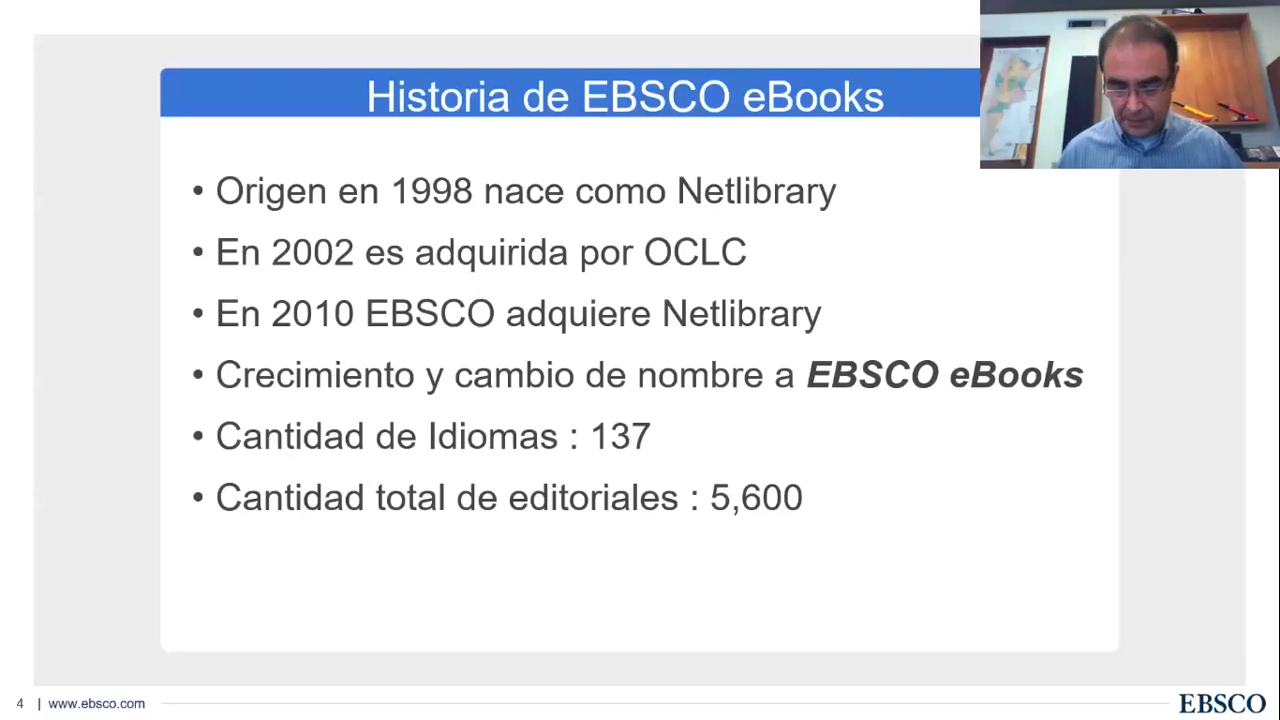 Historia de EBSCO eBooks
• Origen en 1998 nace como Netlibrary
• En 2002 es adquirida por OCLC
• En 2010 EBSCO adquiere Netlibrary
• Crecimiento y cambio de nombre a EBSCO eBooks
• Cantidad de Idiomas : 137
• Cantidad total de editoriales : 5,600
4 | www.ebsco.com
EBSCO